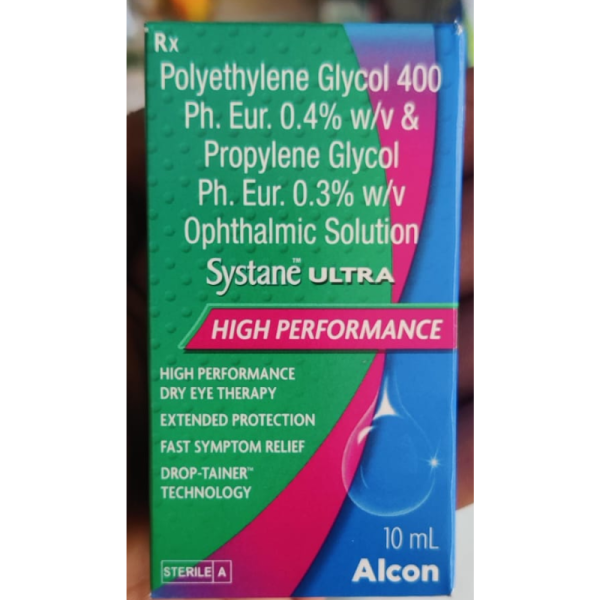 Rx
Polyethylene Glycol 400
Ph. Eur. 0.4% w/v &
Propylene Glycol
Ph. Eur. 0.3% w/v
Ophthalmic Solution
Systane™ ULTRA
HIGH PERFORMANCE
HIGH PERFORMANCE
DRY EYE THERAPY
EXTENDED PROTECTION
FAST SYMPTOM RELIEF
DROP-TAINER™
TECHNOLOGY
10 mL
STERILE A
Alcon